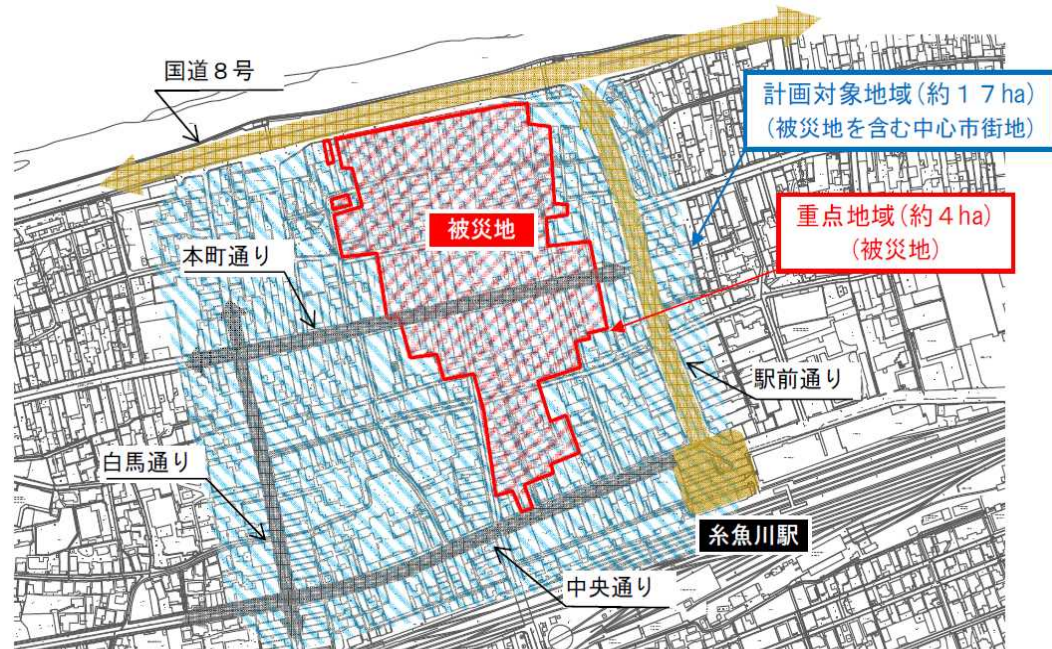 国道８号
計画対象地域(約１７ha)
(被災地を含む中心市街地)
重点地域(約４ha)
(被災地)
被災地
本町通り
駅前通り
白馬通り
糸魚川駅
中央通り